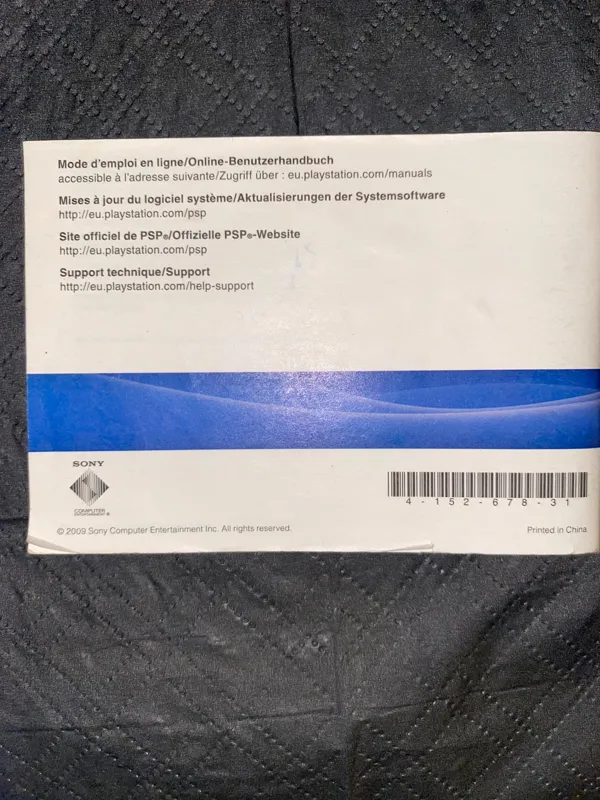 Mode d'emploi en ligne/Online-Benutzerhandbuch
accessible à l'adresse suivante/Zugriff über : eu.playstation.com/manuals
Mises à jour du logiciel système/Aktualisierungen der Systemsoftware
http://eu.playstation.com/psp
Site officiel de PSP®/Offizielle PSP®-Website
http://eu.playstation.com/psp
Support technique/Support
http://eu.playstation.com/help-support
SONY
COMPUTER
ENTERTAINMENT®
4-152-678-31
© 2009 Sony Computer Entertainment Inc. All rights reserved.
Printed in China